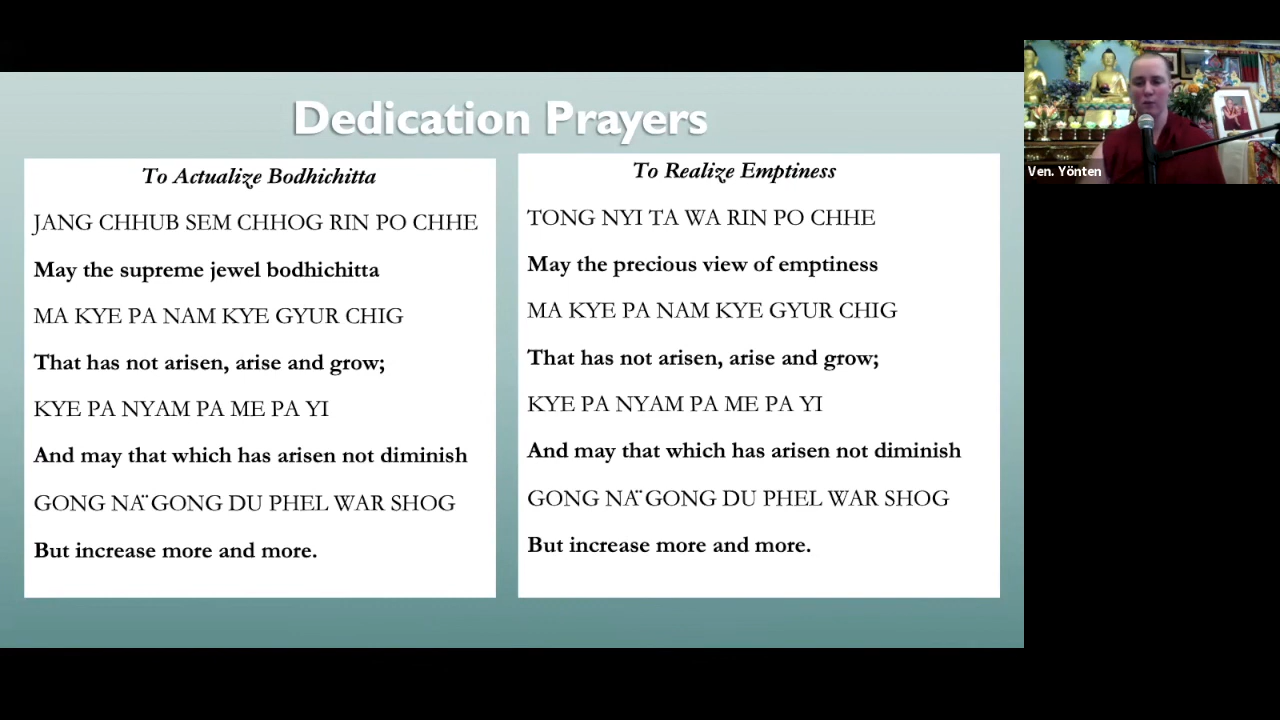 Dedication Prayers
To Actualize Bodhichitta
JANG CHHUB SEM CHHOG RIN PO CHHE
May the supreme jewel bodhichitta
MA KYE PA NAM KYE GYUR CHIG
That has not arisen, arise and grow;
KYE PA NYAM PA ME PA YI
And may that which has arisen not diminish
GONG NA¨ GONG DU PHEL WAR SHOG
But increase more and more.
To Realize Emptiness
TONG NYI TA WA RIN PO CHHE
May the precious view of emptiness
MA KYE PA NAM KYE GYUR CHIG
That has not arisen, arise and grow;
KYE PA NYAM PA ME PA YI
And may that which has arisen not diminish
GONG NA¨ GONG DU PHEL WAR SHOG
But increase more and more.
Ven. Yönten